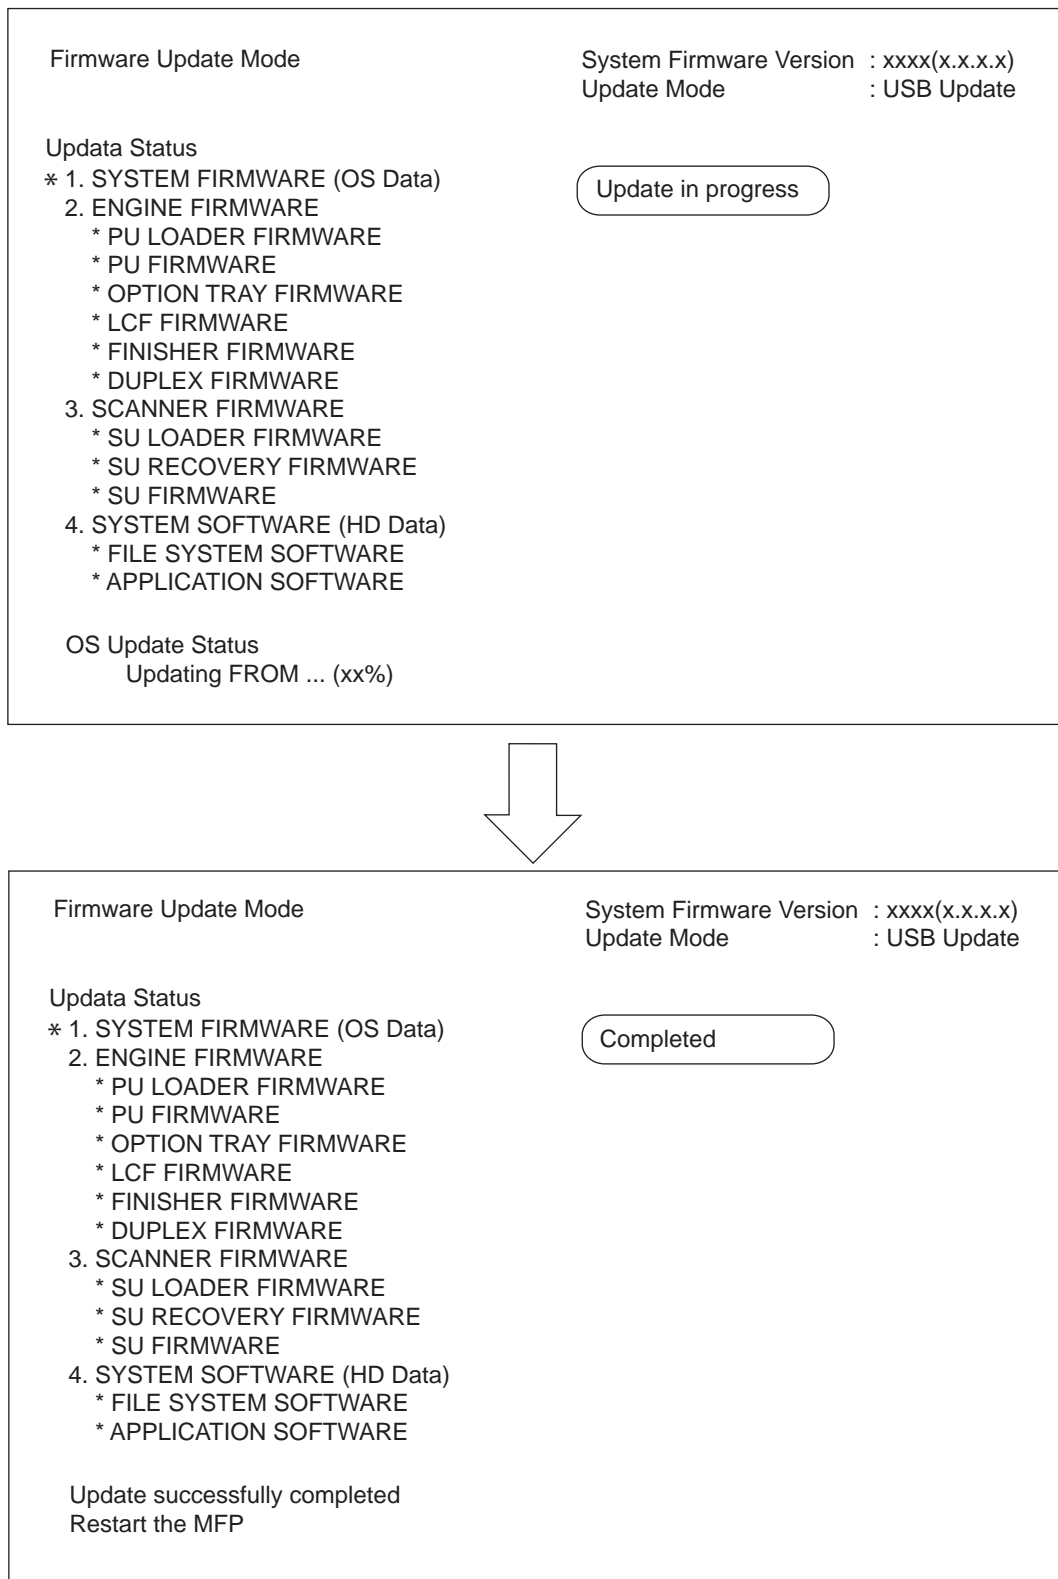 Firmware Update Mode
System Firmware Version : xxxx(x.x.x.x)
Update Mode : USB Update
Updata Status
* 1. SYSTEM FIRMWARE (OS Data)
Update in progress
2. ENGINE FIRMWARE
* PU LOADER FIRMWARE
* PU FIRMWARE
* OPTION TRAY FIRMWARE
* LCF FIRMWARE
* FINISHER FIRMWARE
* DUPLEX FIRMWARE
3. SCANNER FIRMWARE
* SU LOADER FIRMWARE
* SU RECOVERY FIRMWARE
* SU FIRMWARE
4. SYSTEM SOFTWARE (HD Data)
* FILE SYSTEM SOFTWARE
* APPLICATION SOFTWARE
OS Update Status
Updating FROM ... (xx%)
Firmware Update Mode
System Firmware Version : xxxx(x.x.x.x)
Update Mode : USB Update
Updata Status
* 1. SYSTEM FIRMWARE (OS Data)
Completed
2. ENGINE FIRMWARE
* PU LOADER FIRMWARE
* PU FIRMWARE
* OPTION TRAY FIRMWARE
* LCF FIRMWARE
* FINISHER FIRMWARE
* DUPLEX FIRMWARE
3. SCANNER FIRMWARE
* SU LOADER FIRMWARE
* SU RECOVERY FIRMWARE
* SU FIRMWARE
4. SYSTEM SOFTWARE (HD Data)
* FILE SYSTEM SOFTWARE
* APPLICATION SOFTWARE
Update successfully completed
Restart the MFP